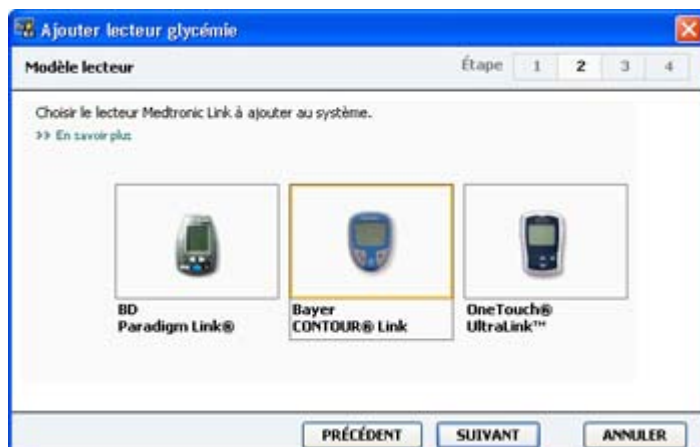 Ajouter lecteur glycémie
Modèle lecteur
Étape 1 2 3 4
Choisir le lecteur Medtronic Link à ajouter au système.
>> En savoir plus
BD
Paradigm Link®
Bayer
CONTOUR® Link
OneTouch®
UltraLink™
PRÉCÉDENT
SUIVANT
ANNULER